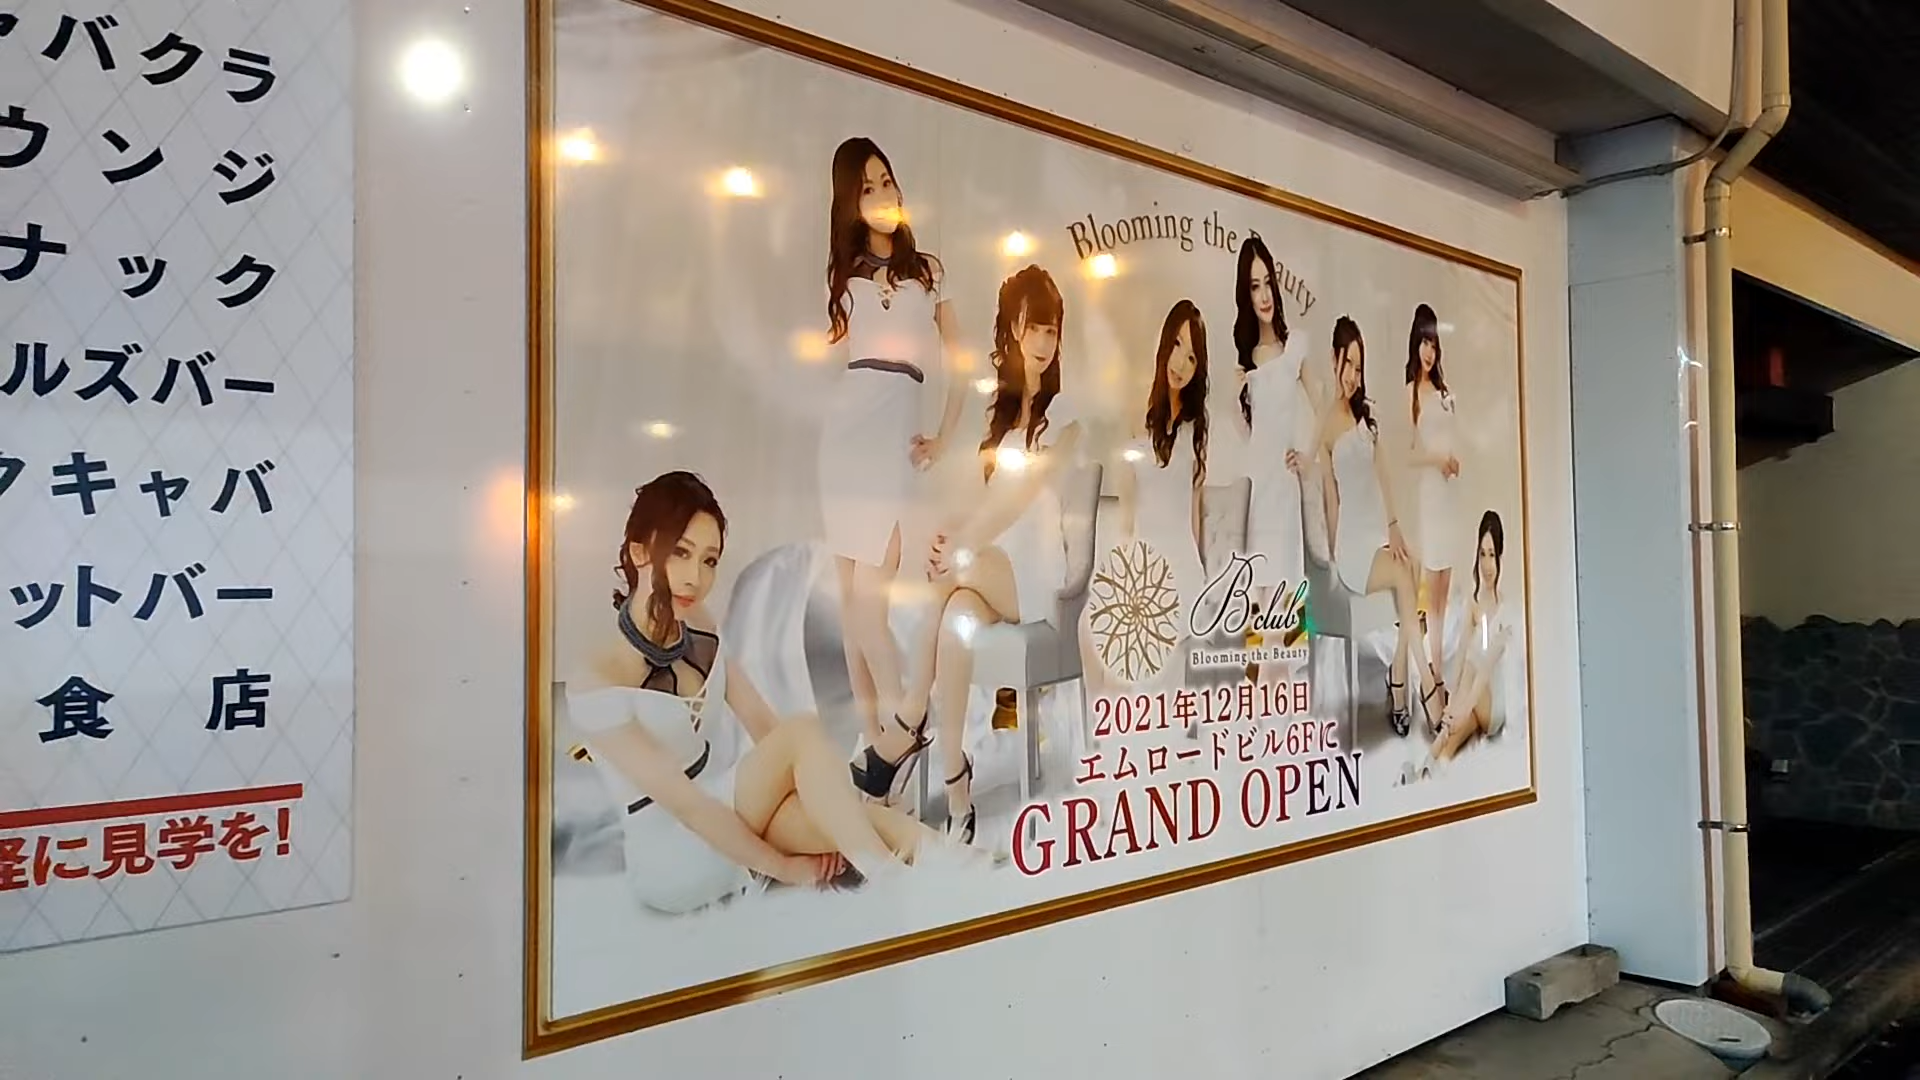 ャバクラ
ウンジ
ナック
ルズバー
クキャバ
ットバー
食店
軽に見学を!
Blooming the Beauty
B club
Blooming the Beauty
2021年12月16日
エムロードビル6Fに
GRAND OPEN